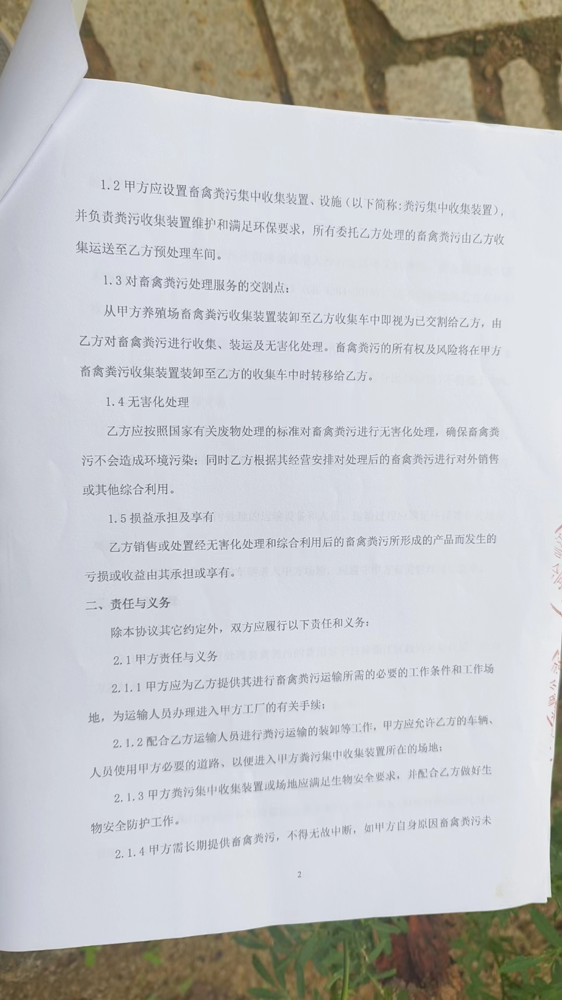 1.2 甲方应设置畜禽粪污集中收集装置、设施（以下简称:粪污集中收集装置），
并负责粪污收集装置维护和满足环保要求，所有委托乙方处理的畜禽粪污由乙方收
集运送至乙方预处理车间。
1.3 对畜禽粪污处理服务的交割点：
从甲方养殖场畜禽粪污收集装置装卸至乙方收集车中即视为已交割给乙方，由
乙方对畜禽粪污进行收集、装运及无害化处理。畜禽粪污的所有权及风险将在甲方
畜禽粪污收集装置装卸至乙方的收集车中时转移给乙方。
1.4 无害化处理
乙方应按照国家有关废物处理的标准对畜禽粪污进行无害化处理，确保畜禽粪
污不会造成环境污染；同时乙方根据其经营安排对处理后的畜禽粪污进行对外销售
或其他综合利用。
1.5 损益承担及享有
乙方销售或处置经无害化处理和综合利用后的畜禽粪污所形成的产品而发生的
亏损或收益由其承担或享有。
二、责任与义务
除本协议其它约定外，双方应履行以下责任和义务：
2.1 甲方责任与义务
2.1.1 甲方应为乙方提供其进行畜禽粪污运输所需的必要的工作条件和工作场
地，为运输人员办理进入甲方工厂的有关手续；
2.1.2 配合乙方运输人员进行粪污运输的装卸等工作，甲方应允许乙方的车辆、
人员使用甲方必要的道路、以便进入甲方粪污集中收集装置所在的场地；
2.1.3 甲方粪污集中收集装置或场地应满足生物安全要求，并配合乙方做好生
物安全防护工作。
2.1.4 甲方需长期提供畜禽粪污，不得无故中断，如甲方自身原因畜禽粪污未
2